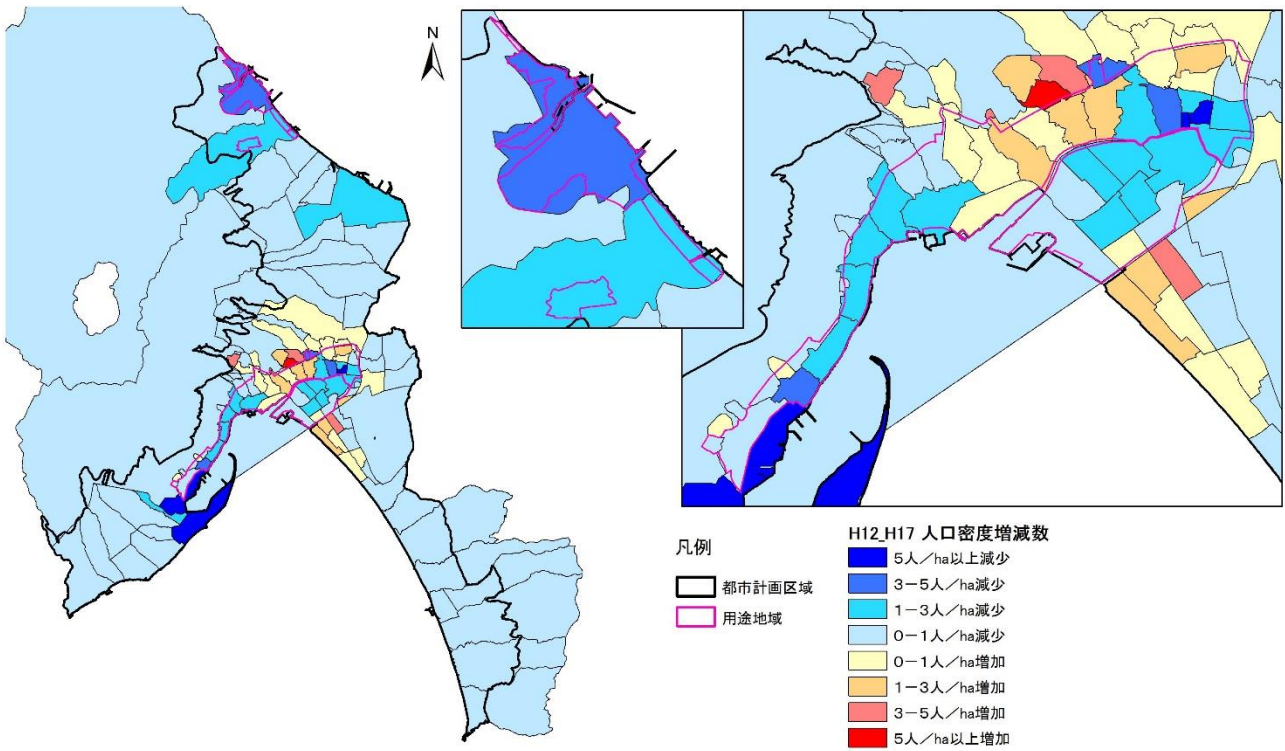 N
凡例
都市計画区域
用途地域
H12_H17 人口密度増減数
5人/ha以上減少
3－5人/ha減少
1－3人/ha減少
0－1人/ha減少
0－1人/ha増加
1－3人/ha増加
3－5人/ha増加
5人/ha以上増加